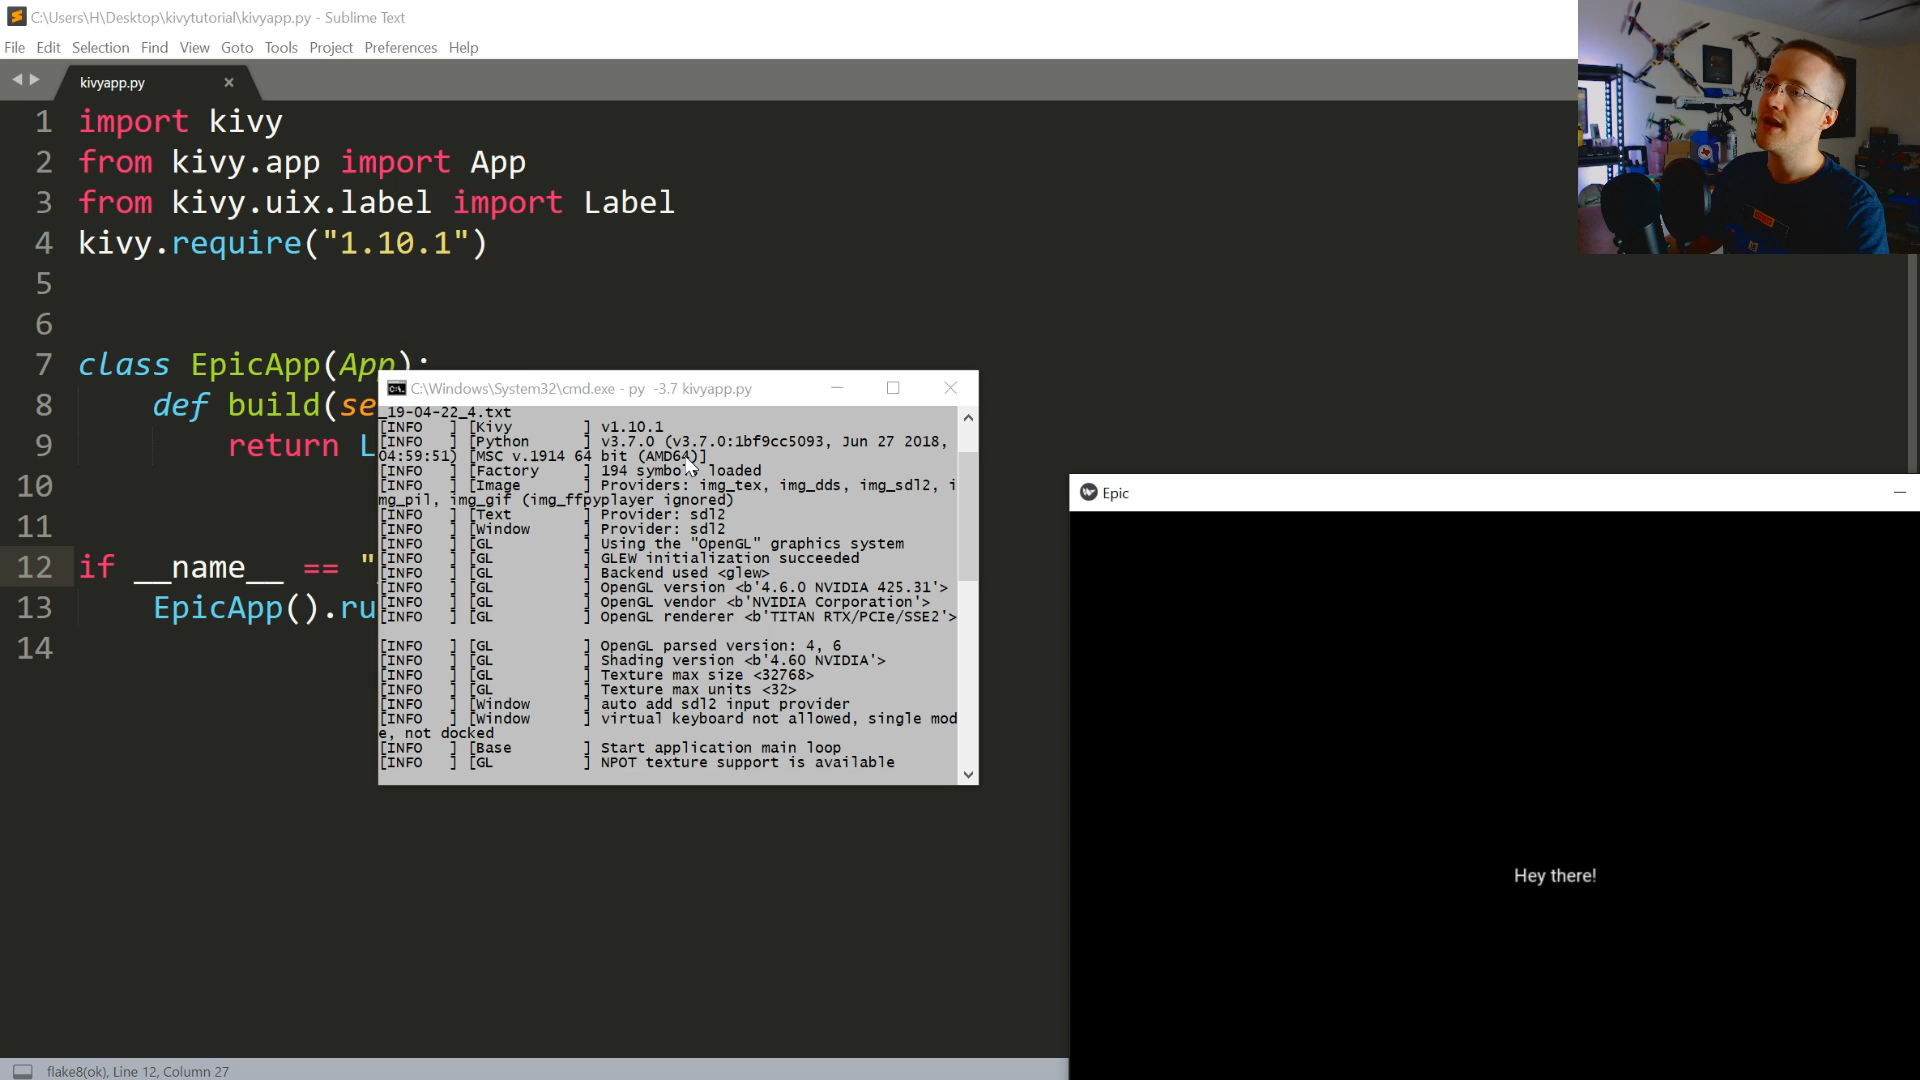 C:\Users\H\Desktop\kivytutorial\kivyapp.py - Sublime Text
File Edit Selection Find View Goto Tools Project Preferences Help
kivyapp.py
1 import kivy
2 from kivy.app import App
3 from kivy.uix.label import Label
4 kivy.require("1.10.1")
5
6
7 class EpicApp(App):
8 def build(se
9 return L
10
11
12 if __name__ == "
13 EpicApp().ru
14
C:\Windows\System32\cmd.exe - py -3.7 kivyapp.py
_19-04-22_4.txt
[INFO   ] [Kivy        ] v1.10.1
[INFO   ] [Python      ] v3.7.0 (v3.7.0:1bf9cc5093, Jun 27 2018,
04:59:51) [MSC v.1914 64 bit (AMD64)]
[INFO   ] [Factory     ] 194 symbols loaded
[INFO   ] [Image       ] Providers: img_tex, img_dds, img_sdl2, i
mg_pil, img_gif (img_ffpyplayer ignored)
[INFO   ] [Text        ] Provider: sdl2
[INFO   ] [Window      ] Provider: sdl2
[INFO   ] [GL          ] Using the "OpenGL" graphics system
[INFO   ] [GL          ] GLEW initialization succeeded
[INFO   ] [GL          ] Backend used <glew>
[INFO   ] [GL          ] OpenGL version <b'4.6.0 NVIDIA 425.31'>
[INFO   ] [GL          ] OpenGL vendor <b'NVIDIA Corporation'>
[INFO   ] [GL          ] OpenGL renderer <b'TITAN RTX/PCIe/SSE2'>
[INFO   ] [GL          ] OpenGL parsed version: 4, 6
[INFO   ] [GL          ] Shading version <b'4.60 NVIDIA'>
[INFO   ] [GL          ] Texture max size <32768>
[INFO   ] [GL          ] Texture max units <32>
[INFO   ] [Window      ] auto add sdl2 input provider
[INFO   ] [Window      ] virtual keyboard not allowed, single mod
e, not docked
[INFO   ] [Base        ] Start application main loop
[INFO   ] [GL          ] NPOT texture support is available
Epic
Hey there!
flake8(ok), Line 12, Column 27